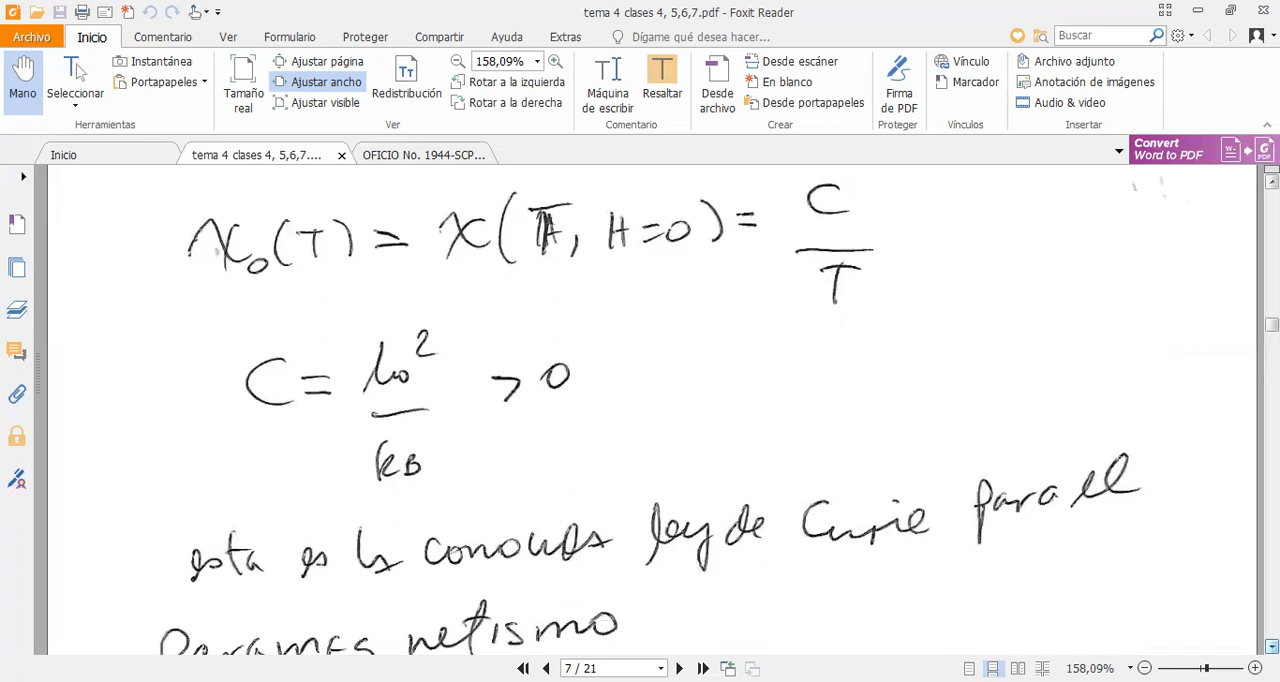 tema 4 clases 4, 5,6,7.pdf - Foxit Reader
Archivo Inicio Comentario Ver Formulario Proteger Compartir Ayuda Extras Dígame qué desea hacer... Buscar
Mano
Seleccionar
Instantánea
Portapapeles
Herramientas
Tamaño real
Ajustar página
Ajustar ancho
Ajustar visible
Redistribución
158,09%
Rotar a la izquierda
Rotar a la derecha
Ver
Máquina de escribir
Resaltar
Comentario
Desde archivo
Desde escáner
En blanco
Desde portapapeles
Crear
Firma de PDF
Proteger
Vínculo
Marcador
Vínculos
Archivo adjunto
Anotación de imágenes
Audio & video
Insertar
Inicio
tema 4 clases 4, 5,6,7....
OFICIO No. 1944-SCP...
Convert
Word to PDF
χ₀(T) = χ(T, H=0) = C
T
C = μ₀² > 0
kB
esta es la conocida ley de Curie para el
Paramagnetismo
7 / 21
158,09%